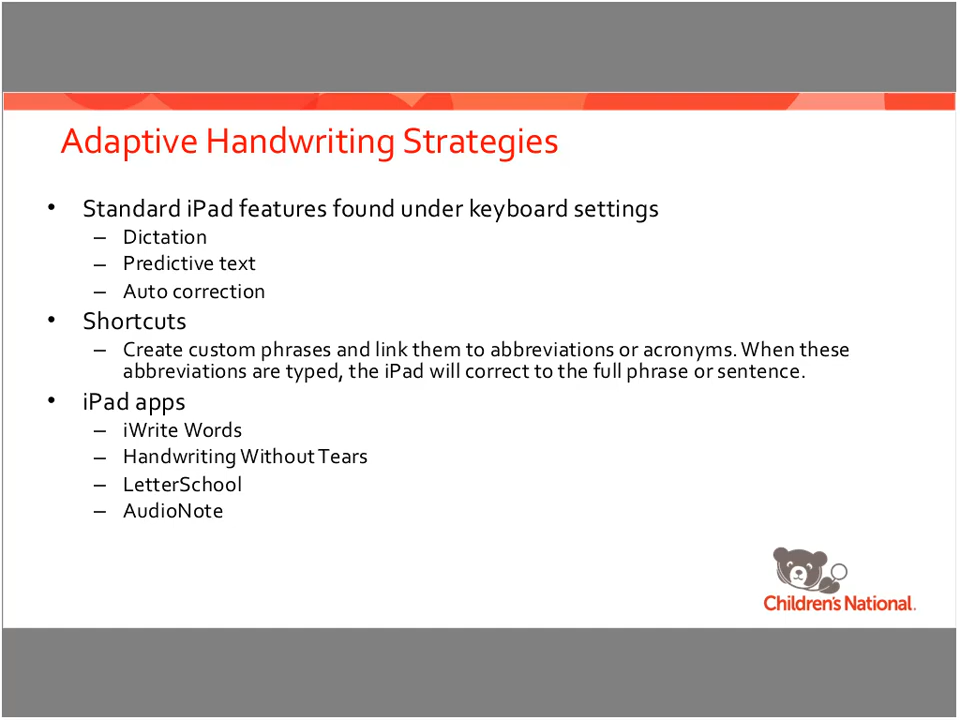 Adaptive Handwriting Strategies
• Standard iPad features found under keyboard settings
– Dictation
– Predictive text
– Auto correction
• Shortcuts
– Create custom phrases and link them to abbreviations or acronyms. When these
abbreviations are typed, the iPad will correct to the full phrase or sentence.
• iPad apps
– iWrite Words
– Handwriting Without Tears
– LetterSchool
– AudioNote
Children's National.